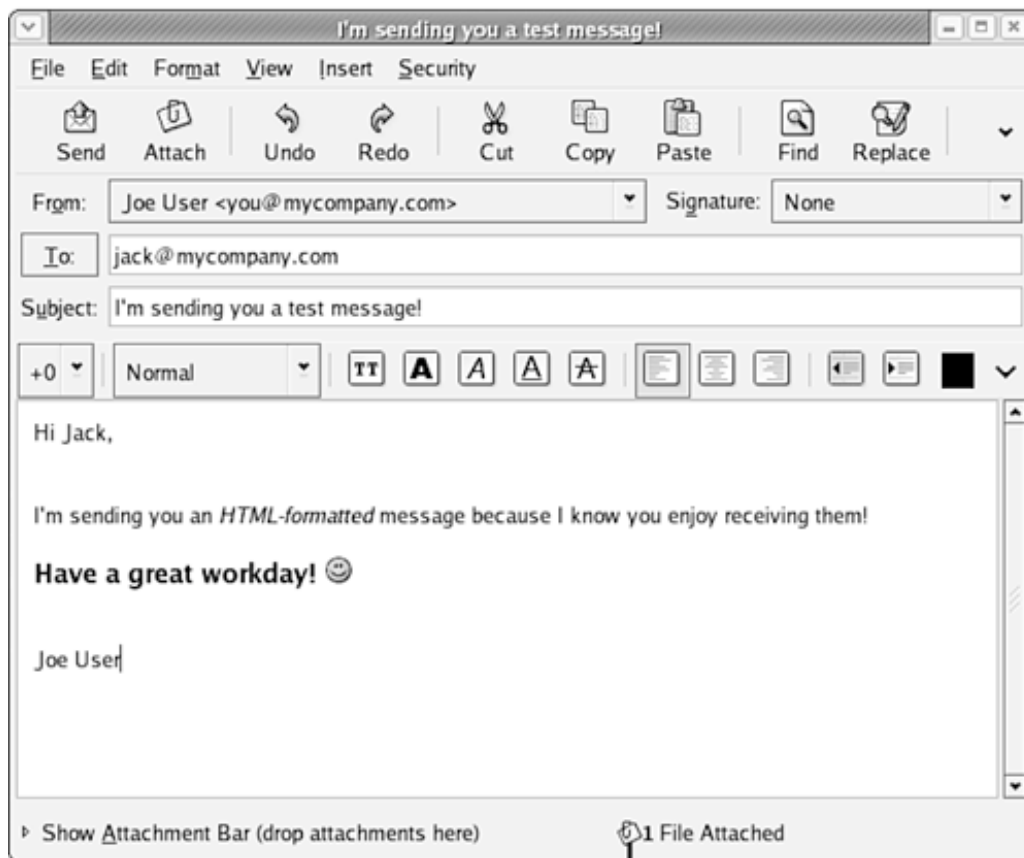 I'm sending you a test message!
File Edit Format View Insert Security
Send Attach Undo Redo Cut Copy Paste Find Replace
From: Joe User <you@mycompany.com> Signature: None
To: jack@mycompany.com
Subject: I'm sending you a test message!
+0 Normal TT A A A A
Hi Jack,
I'm sending you an HTML-formatted message because I know you enjoy receiving them!
Have a great workday!
Joe User
Show Attachment Bar (drop attachments here) 1 File Attached